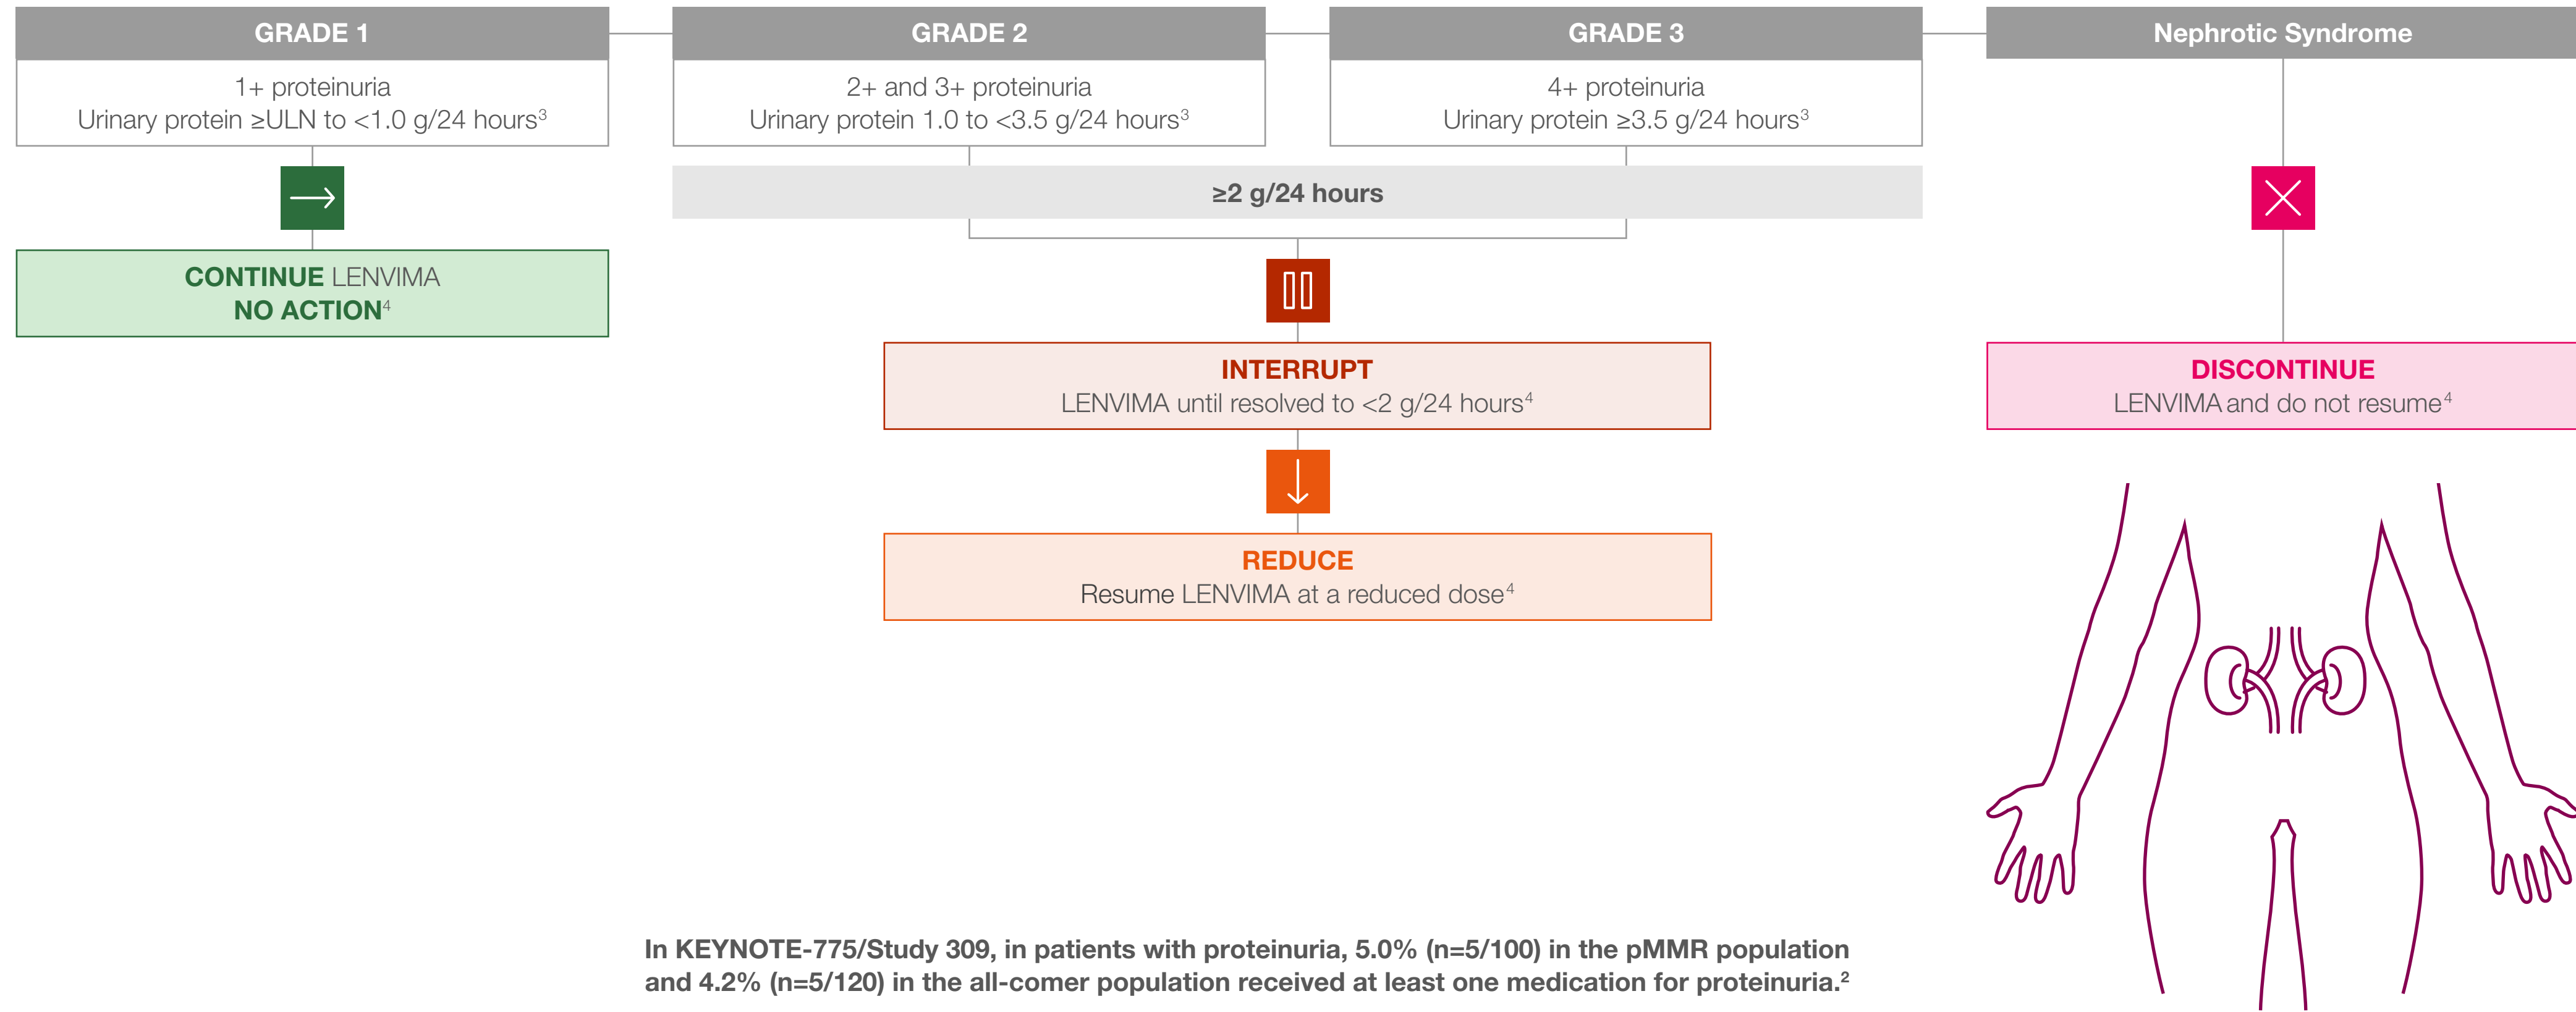 GRADE 1
1+ proteinuria
Urinary protein ≥ULN to <1.0 g/24 hours³
CONTINUE LENVIMA
NO ACTION⁴
GRADE 2
2+ and 3+ proteinuria
Urinary protein 1.0 to <3.5 g/24 hours³
GRADE 3
4+ proteinuria
Urinary protein ≥3.5 g/24 hours³
≥2 g/24 hours
INTERRUPT
LENVIMA until resolved to <2 g/24 hours⁴
REDUCE
Resume LENVIMA at a reduced dose⁴
Nephrotic Syndrome
DISCONTINUE
LENVIMA and do not resume⁴
In KEYNOTE-775/Study 309, in patients with proteinuria, 5.0% (n=5/100) in the pMMR population
and 4.2% (n=5/120) in the all-comer population received at least one medication for proteinuria.²